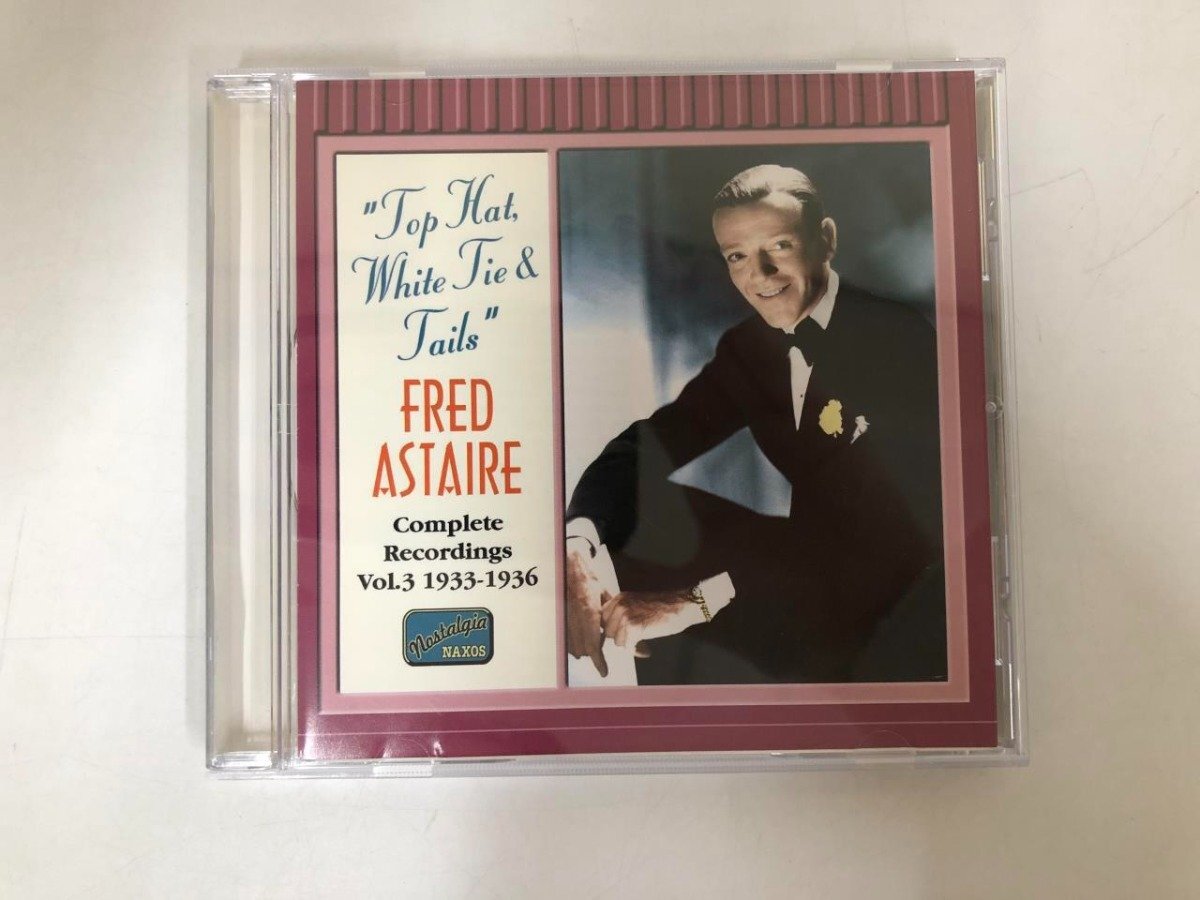 "Top Hat,
White Tie &
Tails"
FRED
ASTAIRE
Complete
Recordings
Vol.3 1933-1936
Nostalgia
NAXOS